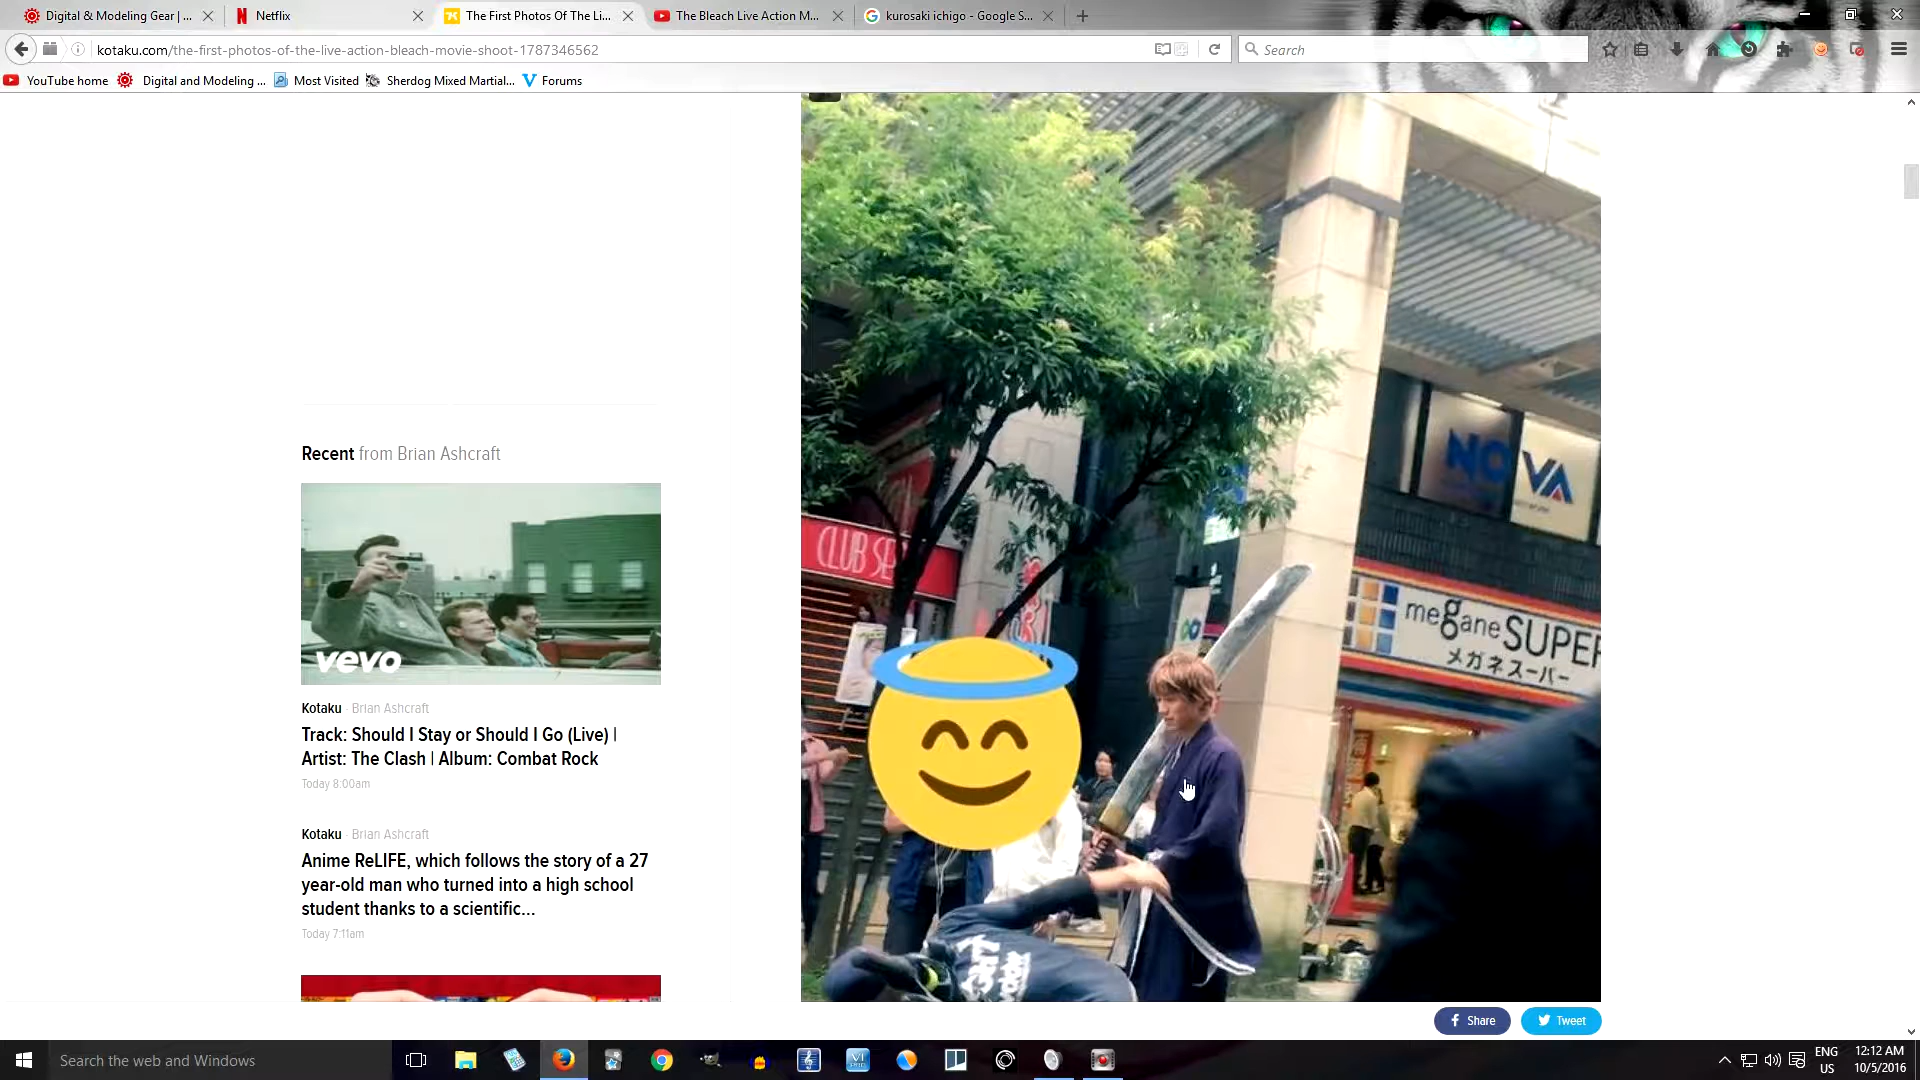 Digital & Modeling Gear | ...
Netflix
The First Photos Of The Li...
The Bleach Live Action M...
kurosaki ichigo - Google S...
kotaku.com/the-first-photos-of-the-live-action-bleach-movie-shoot-1787346562
Search
YouTube home
Digital and Modeling ...
Most Visited
Sherdog Mixed Martial...
Forums
Recent from Brian Ashcraft
vevo
Kotaku · Brian Ashcraft
Track: Should I Stay or Should I Go (Live) |
Artist: The Clash | Album: Combat Rock
Today 8:00am
Kotaku · Brian Ashcraft
Anime ReLIFE, which follows the story of a 27
year-old man who turned into a high school
student thanks to a scientific...
Today 7:11am
NOVA
CLUB SE
megane SUPER
メガネスーパー
Share
Tweet
Search the web and Windows
ENG
US
12:12 AM
10/5/2016